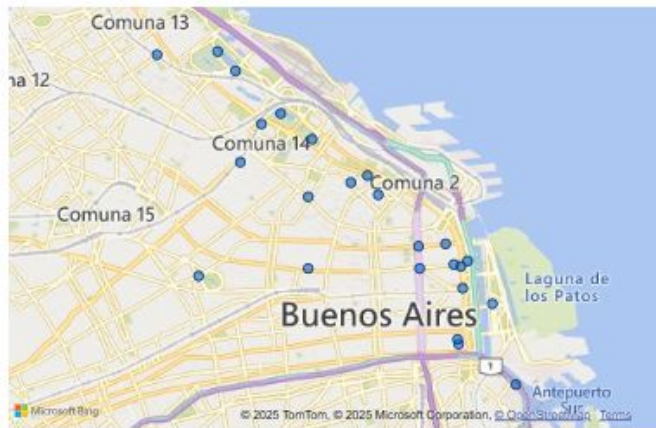 Comuna 13
na 12
Comuna 14
Comuna 2
Comuna 15
Laguna de
los Patos
Buenos Aires
1
Antepuerto
Sur
Microsoft Bing
© 2025 TomTom, © 2025 Microsoft Corporation, © OpenStreetMap Terms